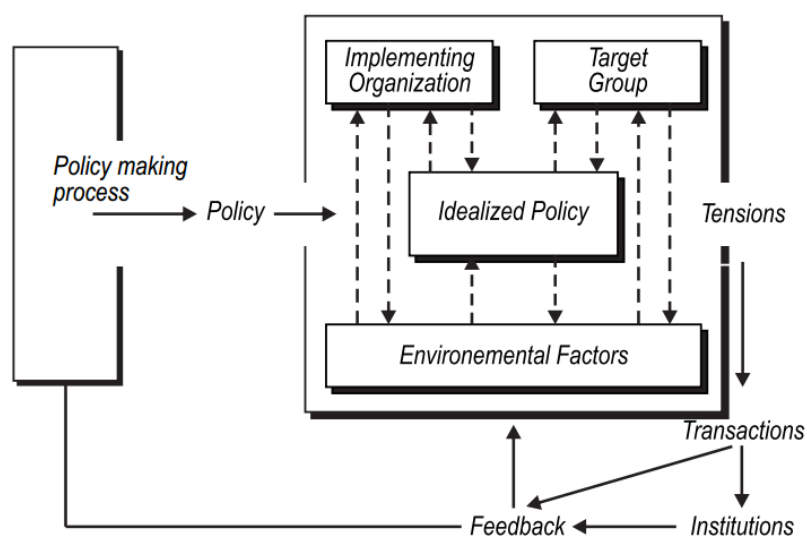 Implementing
Organization
Target
Group
Policy making
process
Policy
Idealized Policy
Tensions
Environemental Factors
Transactions
Feedback
Institutions